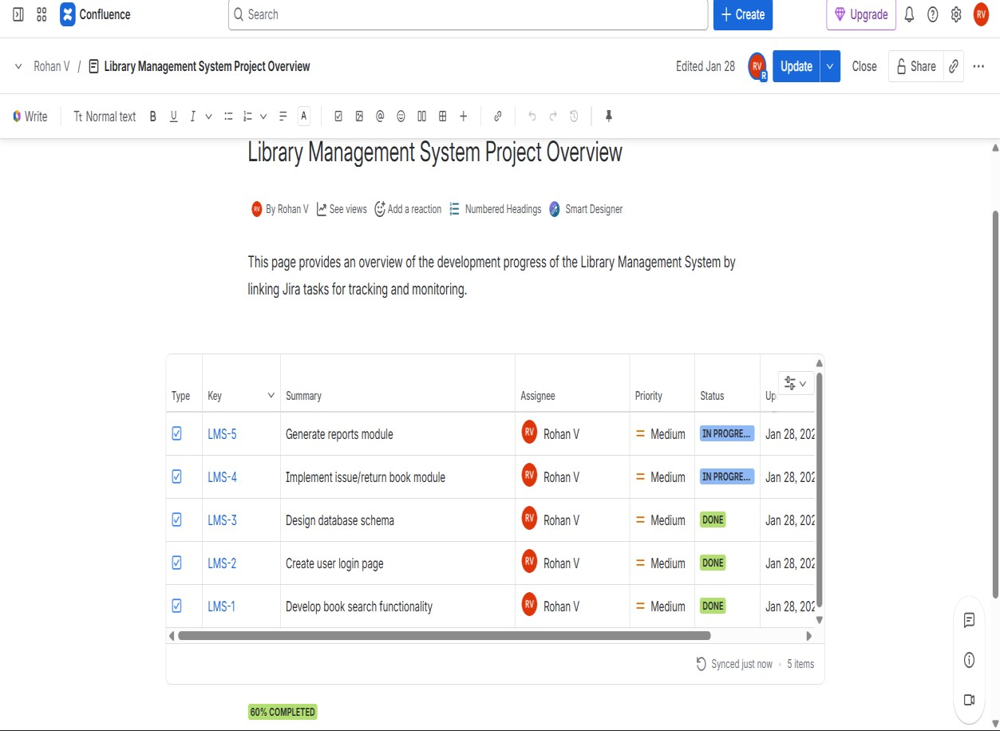 Confluence Search + Create Upgrade RV
Rohan V / Library Management System Project Overview Edited Jan 28 RV R Update Close Share
Write Tt Normal text B U I A
Library Management System Project Overview
RV By Rohan V See views Add a reaction Numbered Headings Smart Designer
This page provides an overview of the development progress of the Library Management System by
linking Jira tasks for tracking and monitoring.
Type Key Summary Assignee Priority Status Up
LMS-5 Generate reports module RV Rohan V Medium IN PROGRE...
Jan 28, 202
LMS-4 Implement issue/return book module RV Rohan V Medium IN PROGRE... Jan 28, 202
LMS-3 Design database schema RV Rohan V Medium DONE Jan 28, 202
LMS-2 Create user login page RV Rohan V Medium DONE Jan 28, 202
LMS-1 Develop book search functionality RV Rohan V Medium DONE Jan 28, 202
Synced just now • 5 items
60% COMPLETED